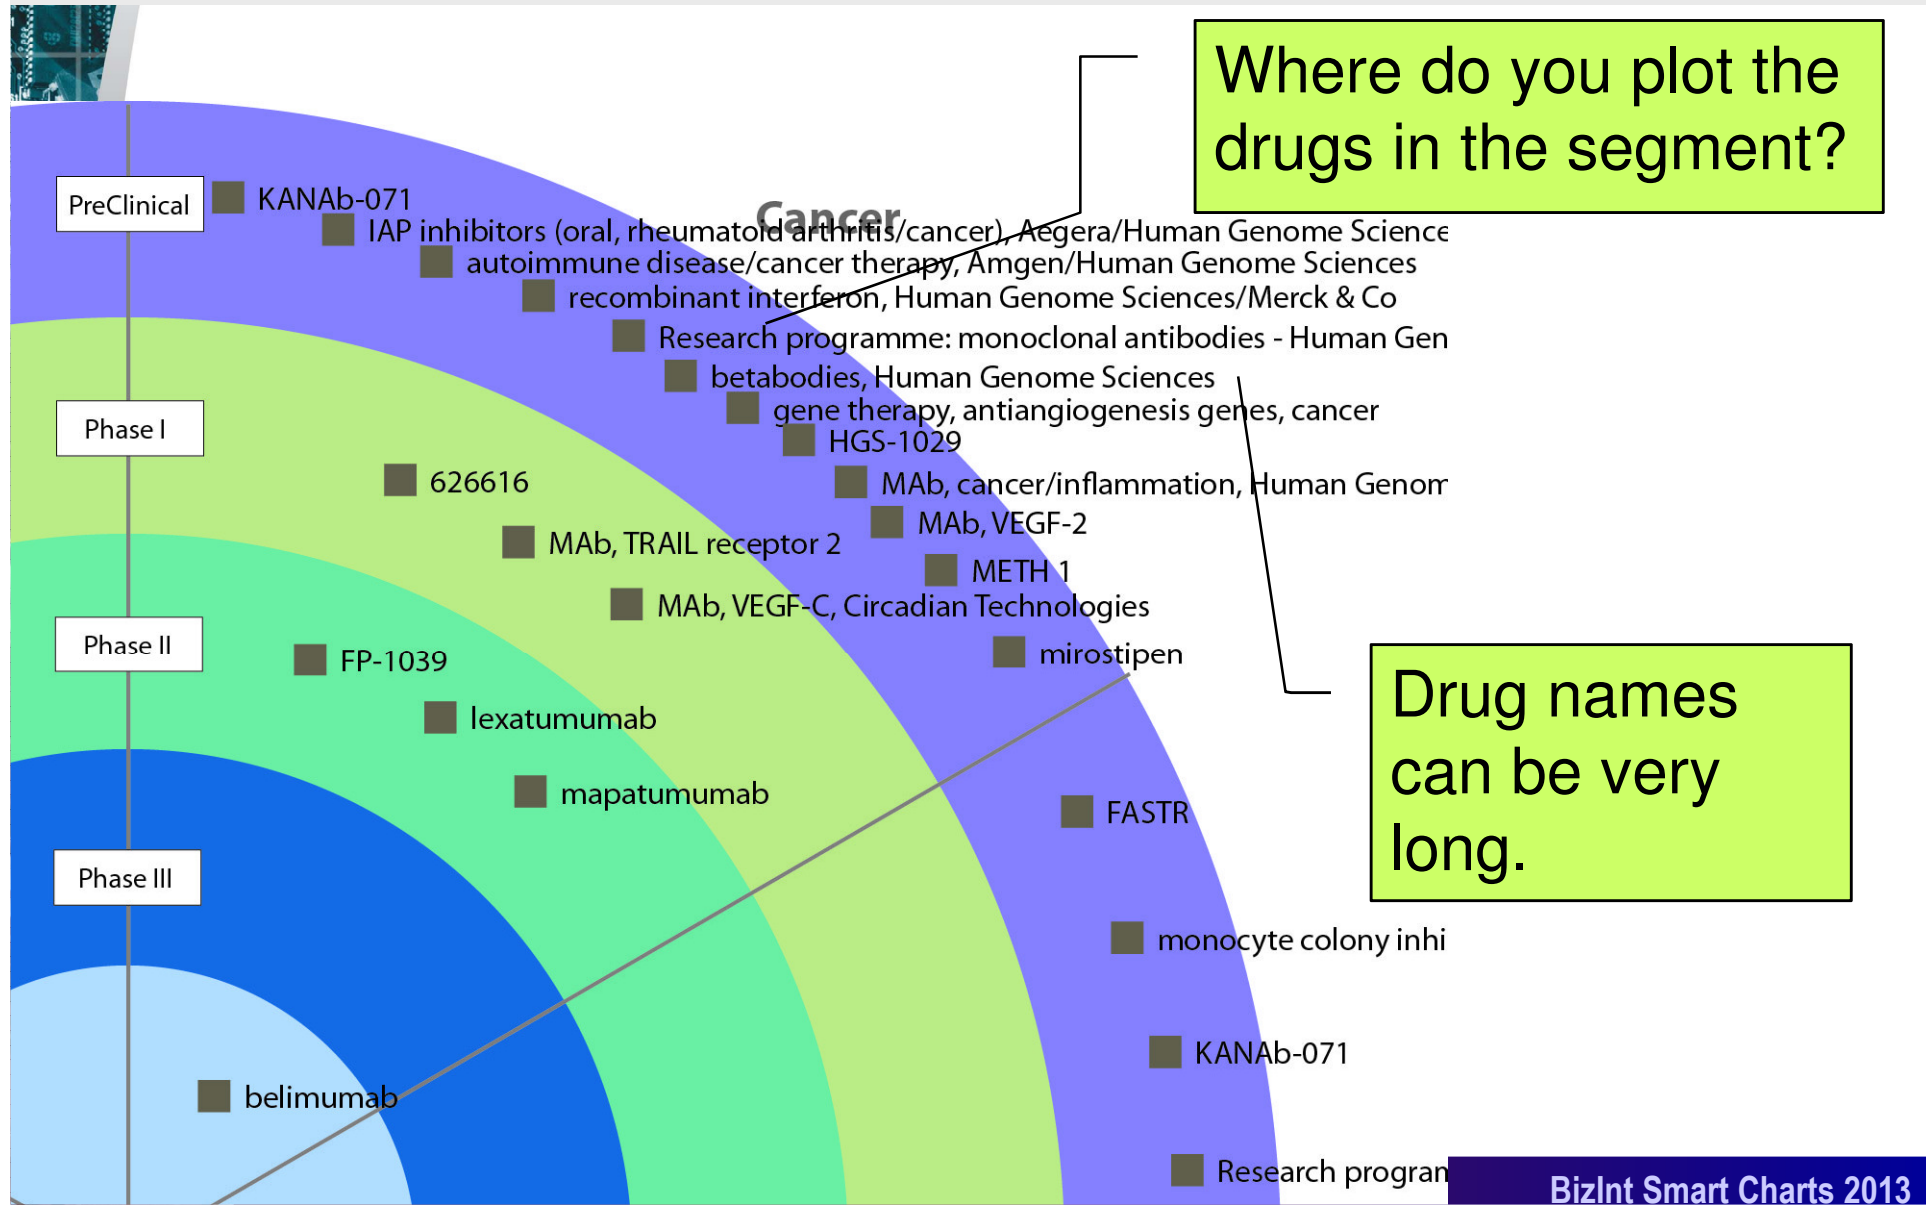 Where do you plot the
drugs in the segment?
PreClinical
KANAb-071
Cancer
IAP inhibitors (oral, rheumatoid arthritis/cancer), Aegera/Human Genome Science
autoimmune disease/cancer therapy, Amgen/Human Genome Sciences
recombinant interferon, Human Genome Sciences/Merck & Co
Research programme: monoclonal antibodies - Human Gen
betabodies, Human Genome Sciences
gene therapy, antiangiogenesis genes, cancer
Phase I
HGS-1029
626616
MAb, cancer/inflammation, Human Genom
MAb, VEGF-2
MAb, TRAIL receptor 2
METH 1
MAb, VEGF-C, Circadian Technologies
Phase II
mirostipen
FP-1039
lexatumumab
mapatumumab
Drug names
can be very
long.
FASTR
Phase III
monocyte colony inhi
KANAb-071
belimumab
Research program
BizInt Smart Charts 2013